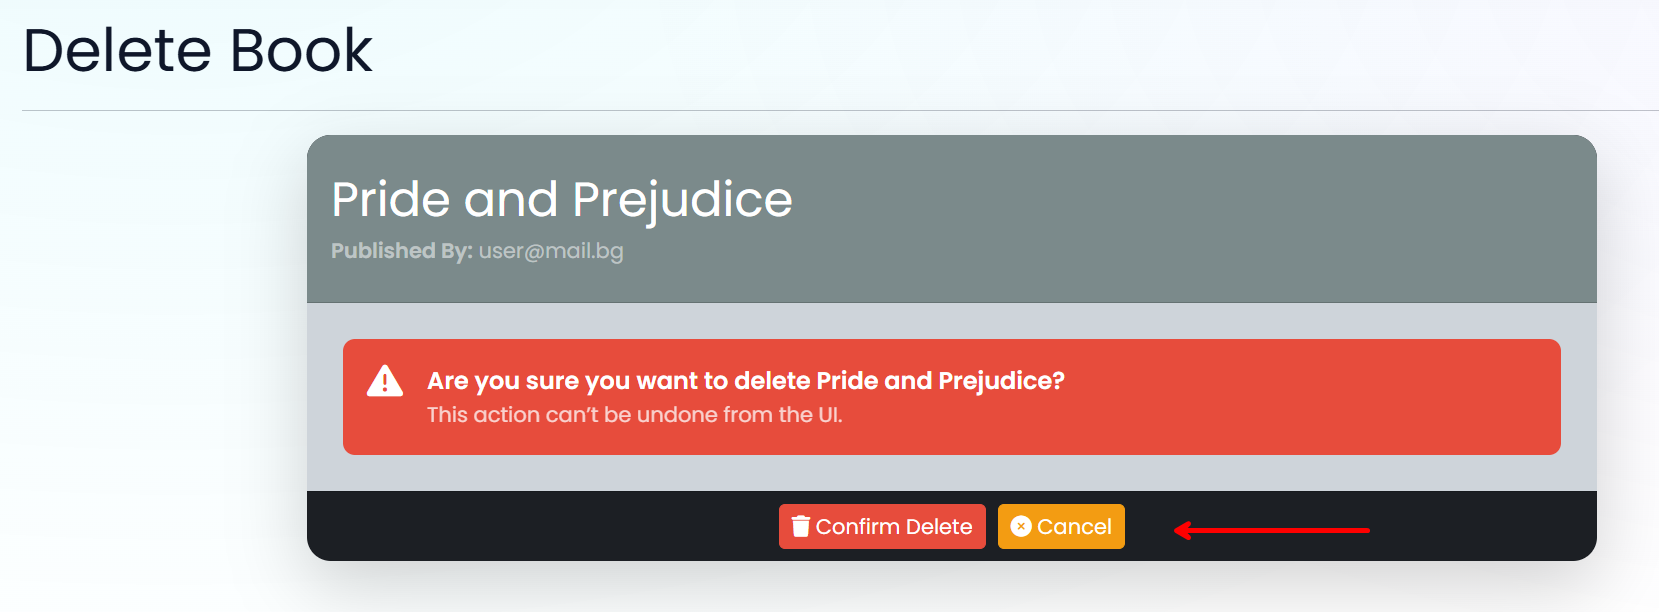 Delete Book
Pride and Prejudice
Published By: user@mail.bg
Are you sure you want to delete Pride and Prejudice?
This action can’t be undone from the UI.
Confirm Delete
Cancel